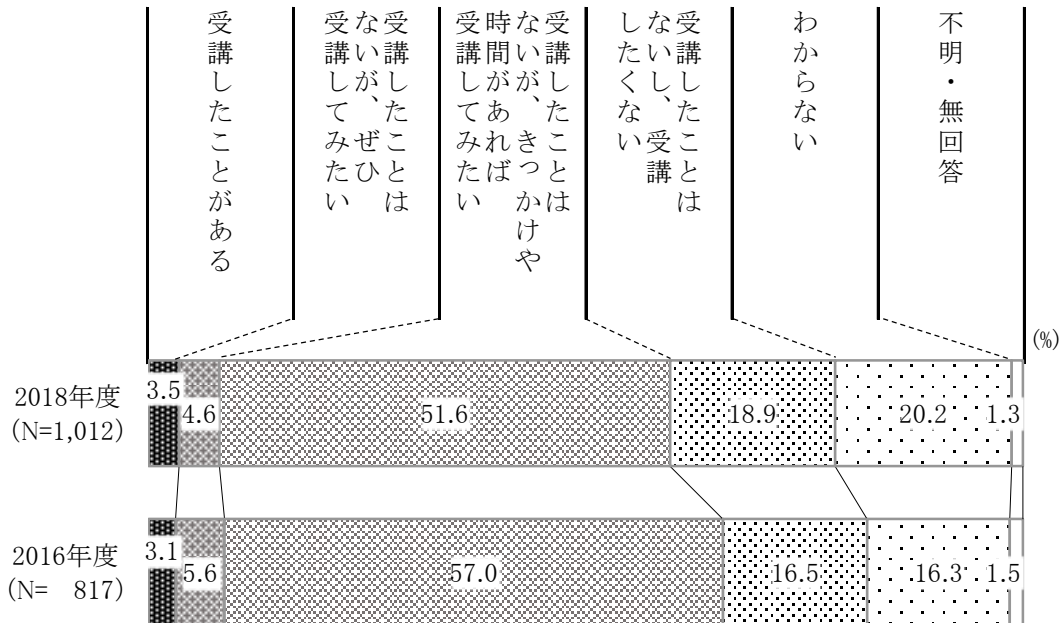 受講したことがある
受講したことは
ないが、ぜひ
受講してみたい
受講したことは
ないが、きっかけや
時間があれば
受講してみたい
受講したことは
ないし、受講
したくない
わからない
不明・無回答
(%)
2018年度
(N=1,012)
3.5
4.6
51.6
18.9
20.2
1.3
2016年度
(N= 817)
3.1
5.6
57.0
16.5
16.3
1.5